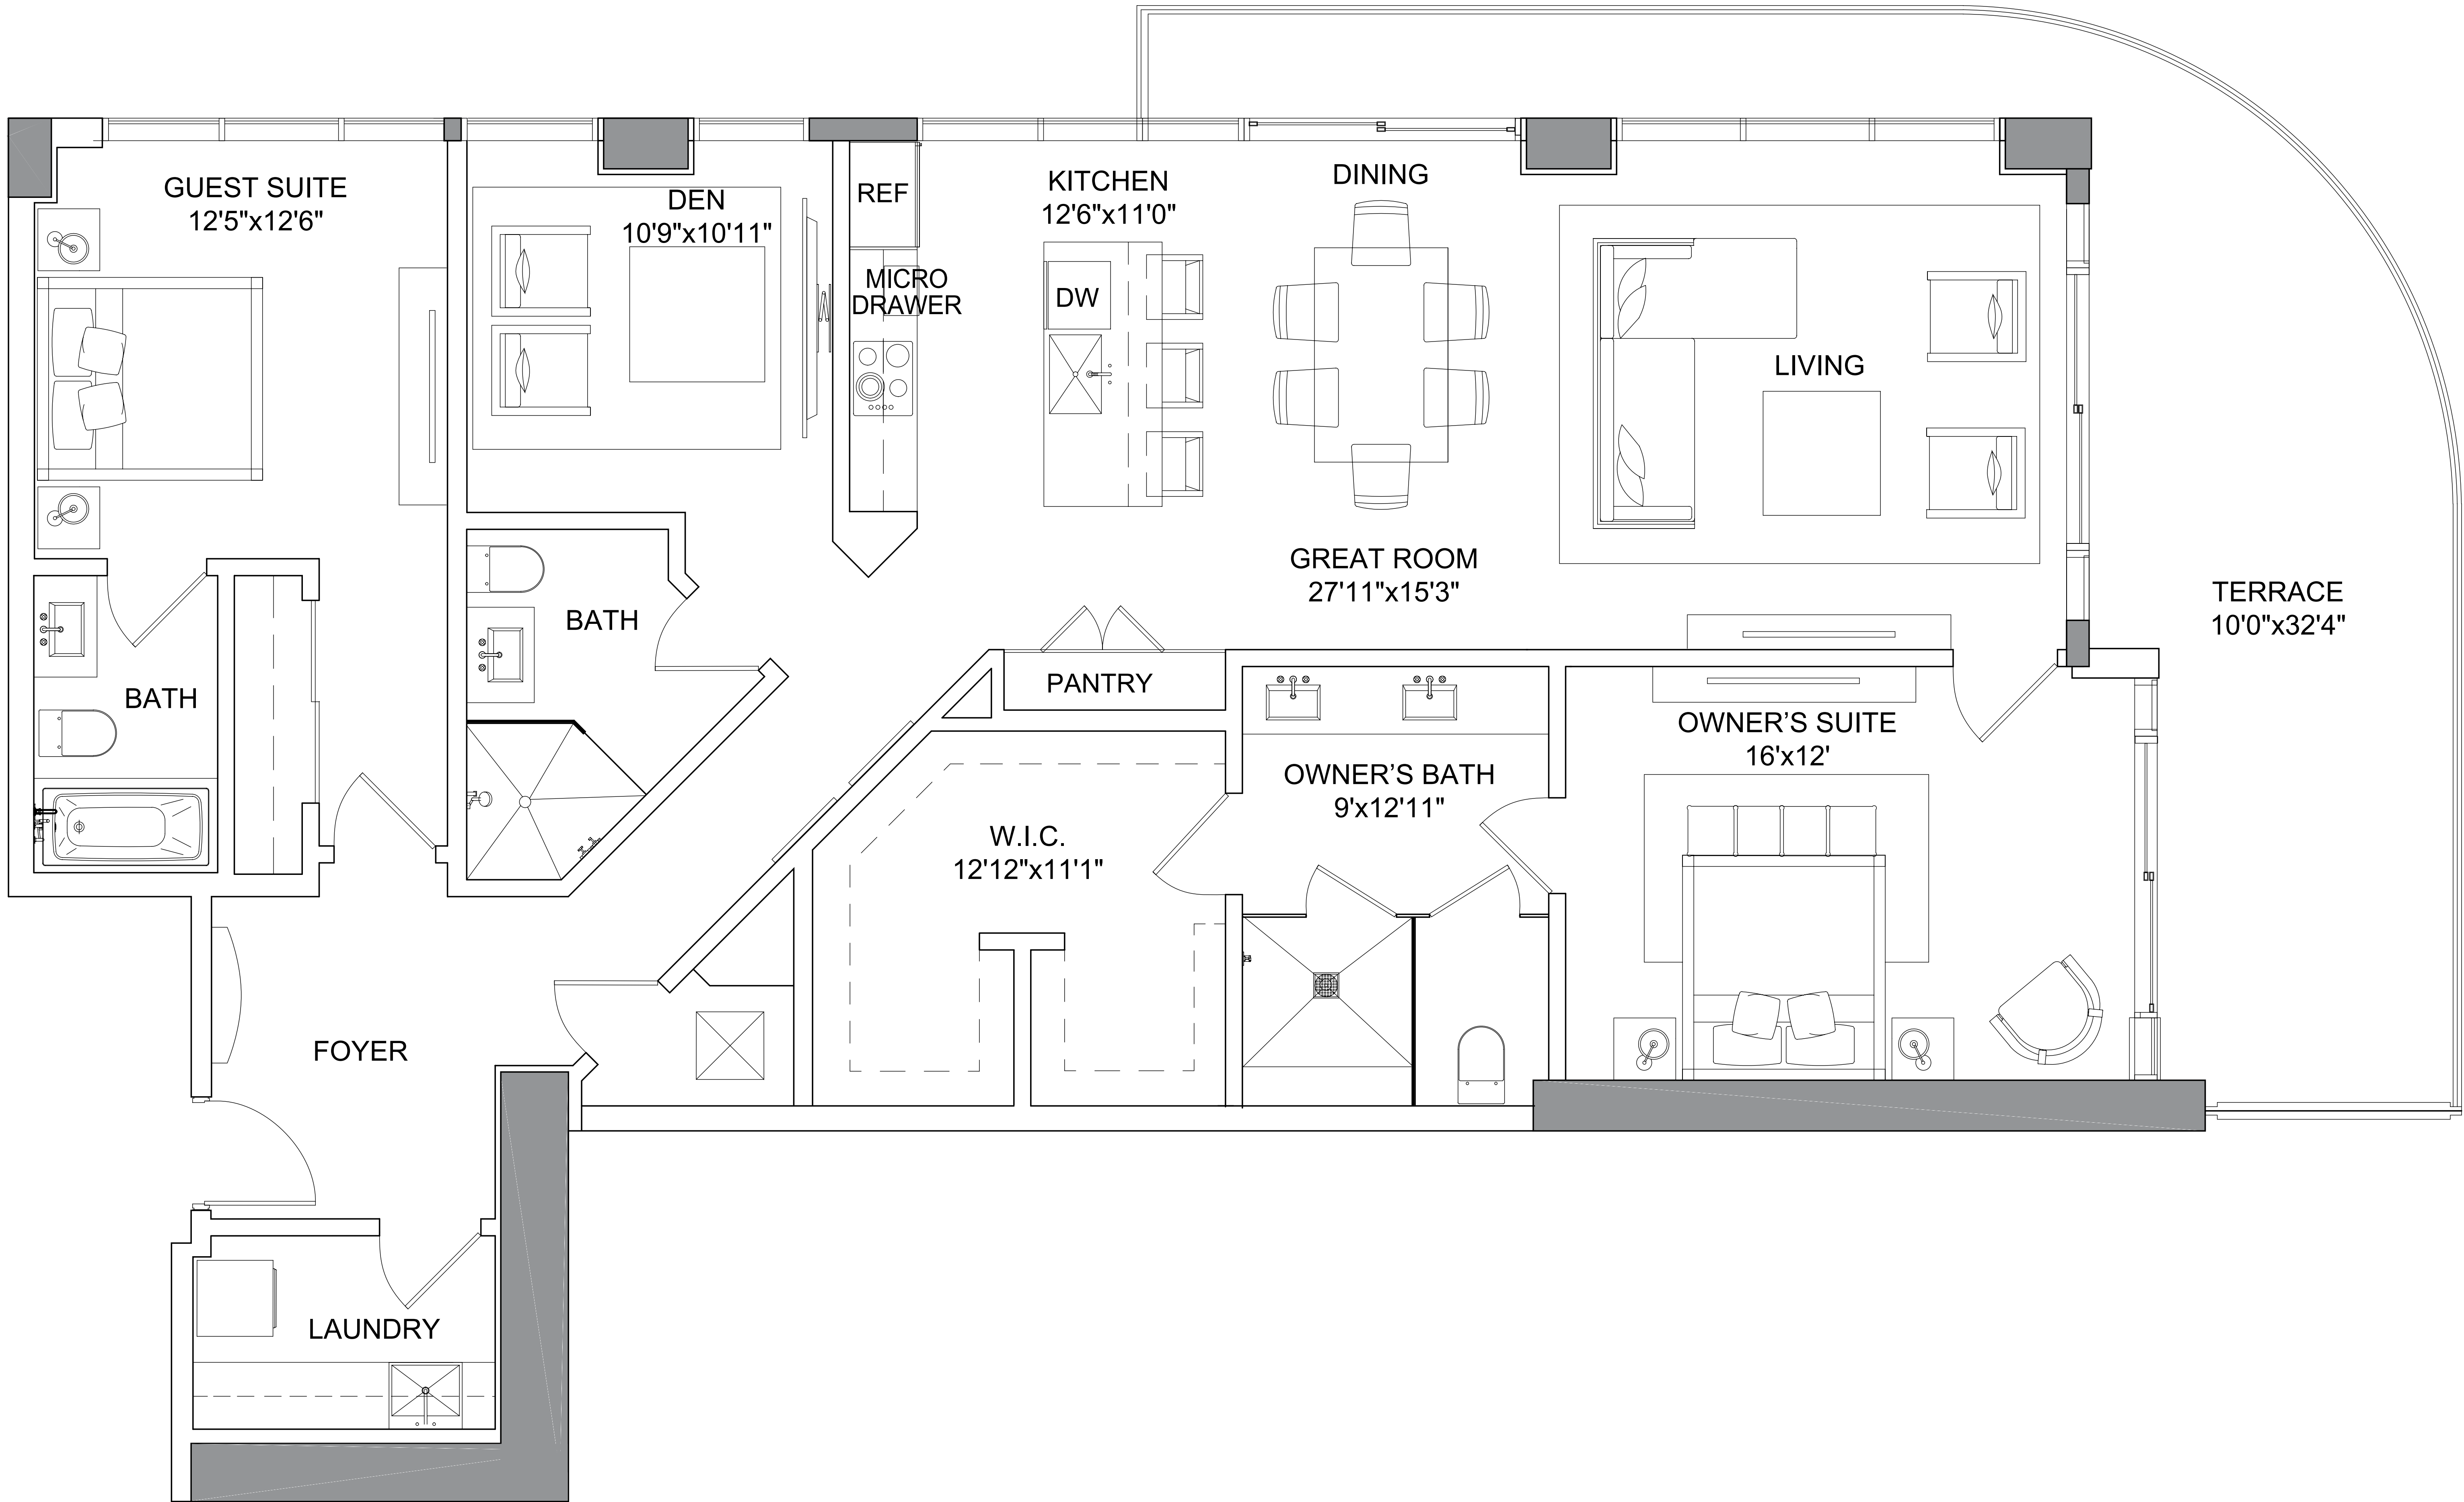 GUEST SUITE
12'5"x12'6"
DEN
10'9"x10'11"
REF
MICRO
DRAWER
KITCHEN
12'6"x11'0"
DW
DINING
LIVING
GREAT ROOM
27'11"x15'3"
TERRACE
10'0"x32'4"
BATH
BATH
PANTRY
OWNER’S SUITE
16'x12'
OWNER’S BATH
9'x12'11"
W.I.C.
12'12"x11'1"
FOYER
LAUNDRY